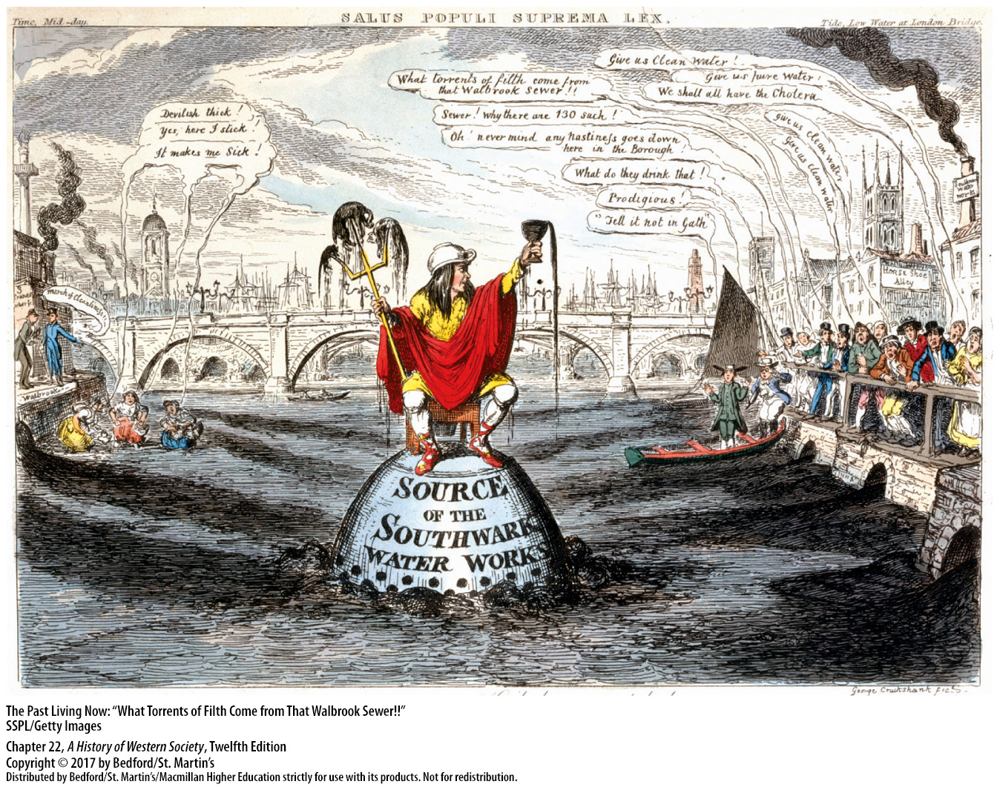 SALUS POPULI SUPREMA LEX.
Time, Mid-day.
Tide, Low Water at London Bridge.
Give us Clean Water!
Give us pure Water!
We shall all have the Cholera
What torrents of filth come from
that Walbrook Sewer!!
Sewer! why there are 130 such!
Oh! never mind any nastiness goes down
here in the Borough!
What do they drink that!
Prodigious!
"Tell it not in Gath"
give us clean water
give us clean water
Devilish thick!
Yes, here I stick
It makes me Sick!
march of Cleanliness
Walbrook
Southwark
Water
works
Horse Shoe
Alley
SOURCE
OF THE
SOUTHWARK
WATER WORKS
George Cruikshank
The Past Living Now: “What Torrents of Filth Come from That Walbrook Sewer!!”
SSPL/Getty Images
Chapter 22, A History of Western Society, Twelfth Edition
Copyright © 2017 by Bedford/St. Martin’s
Distributed by Bedford/St. Martin’s/Macmillan Higher Education strictly for use with its products. Not for redistribution.